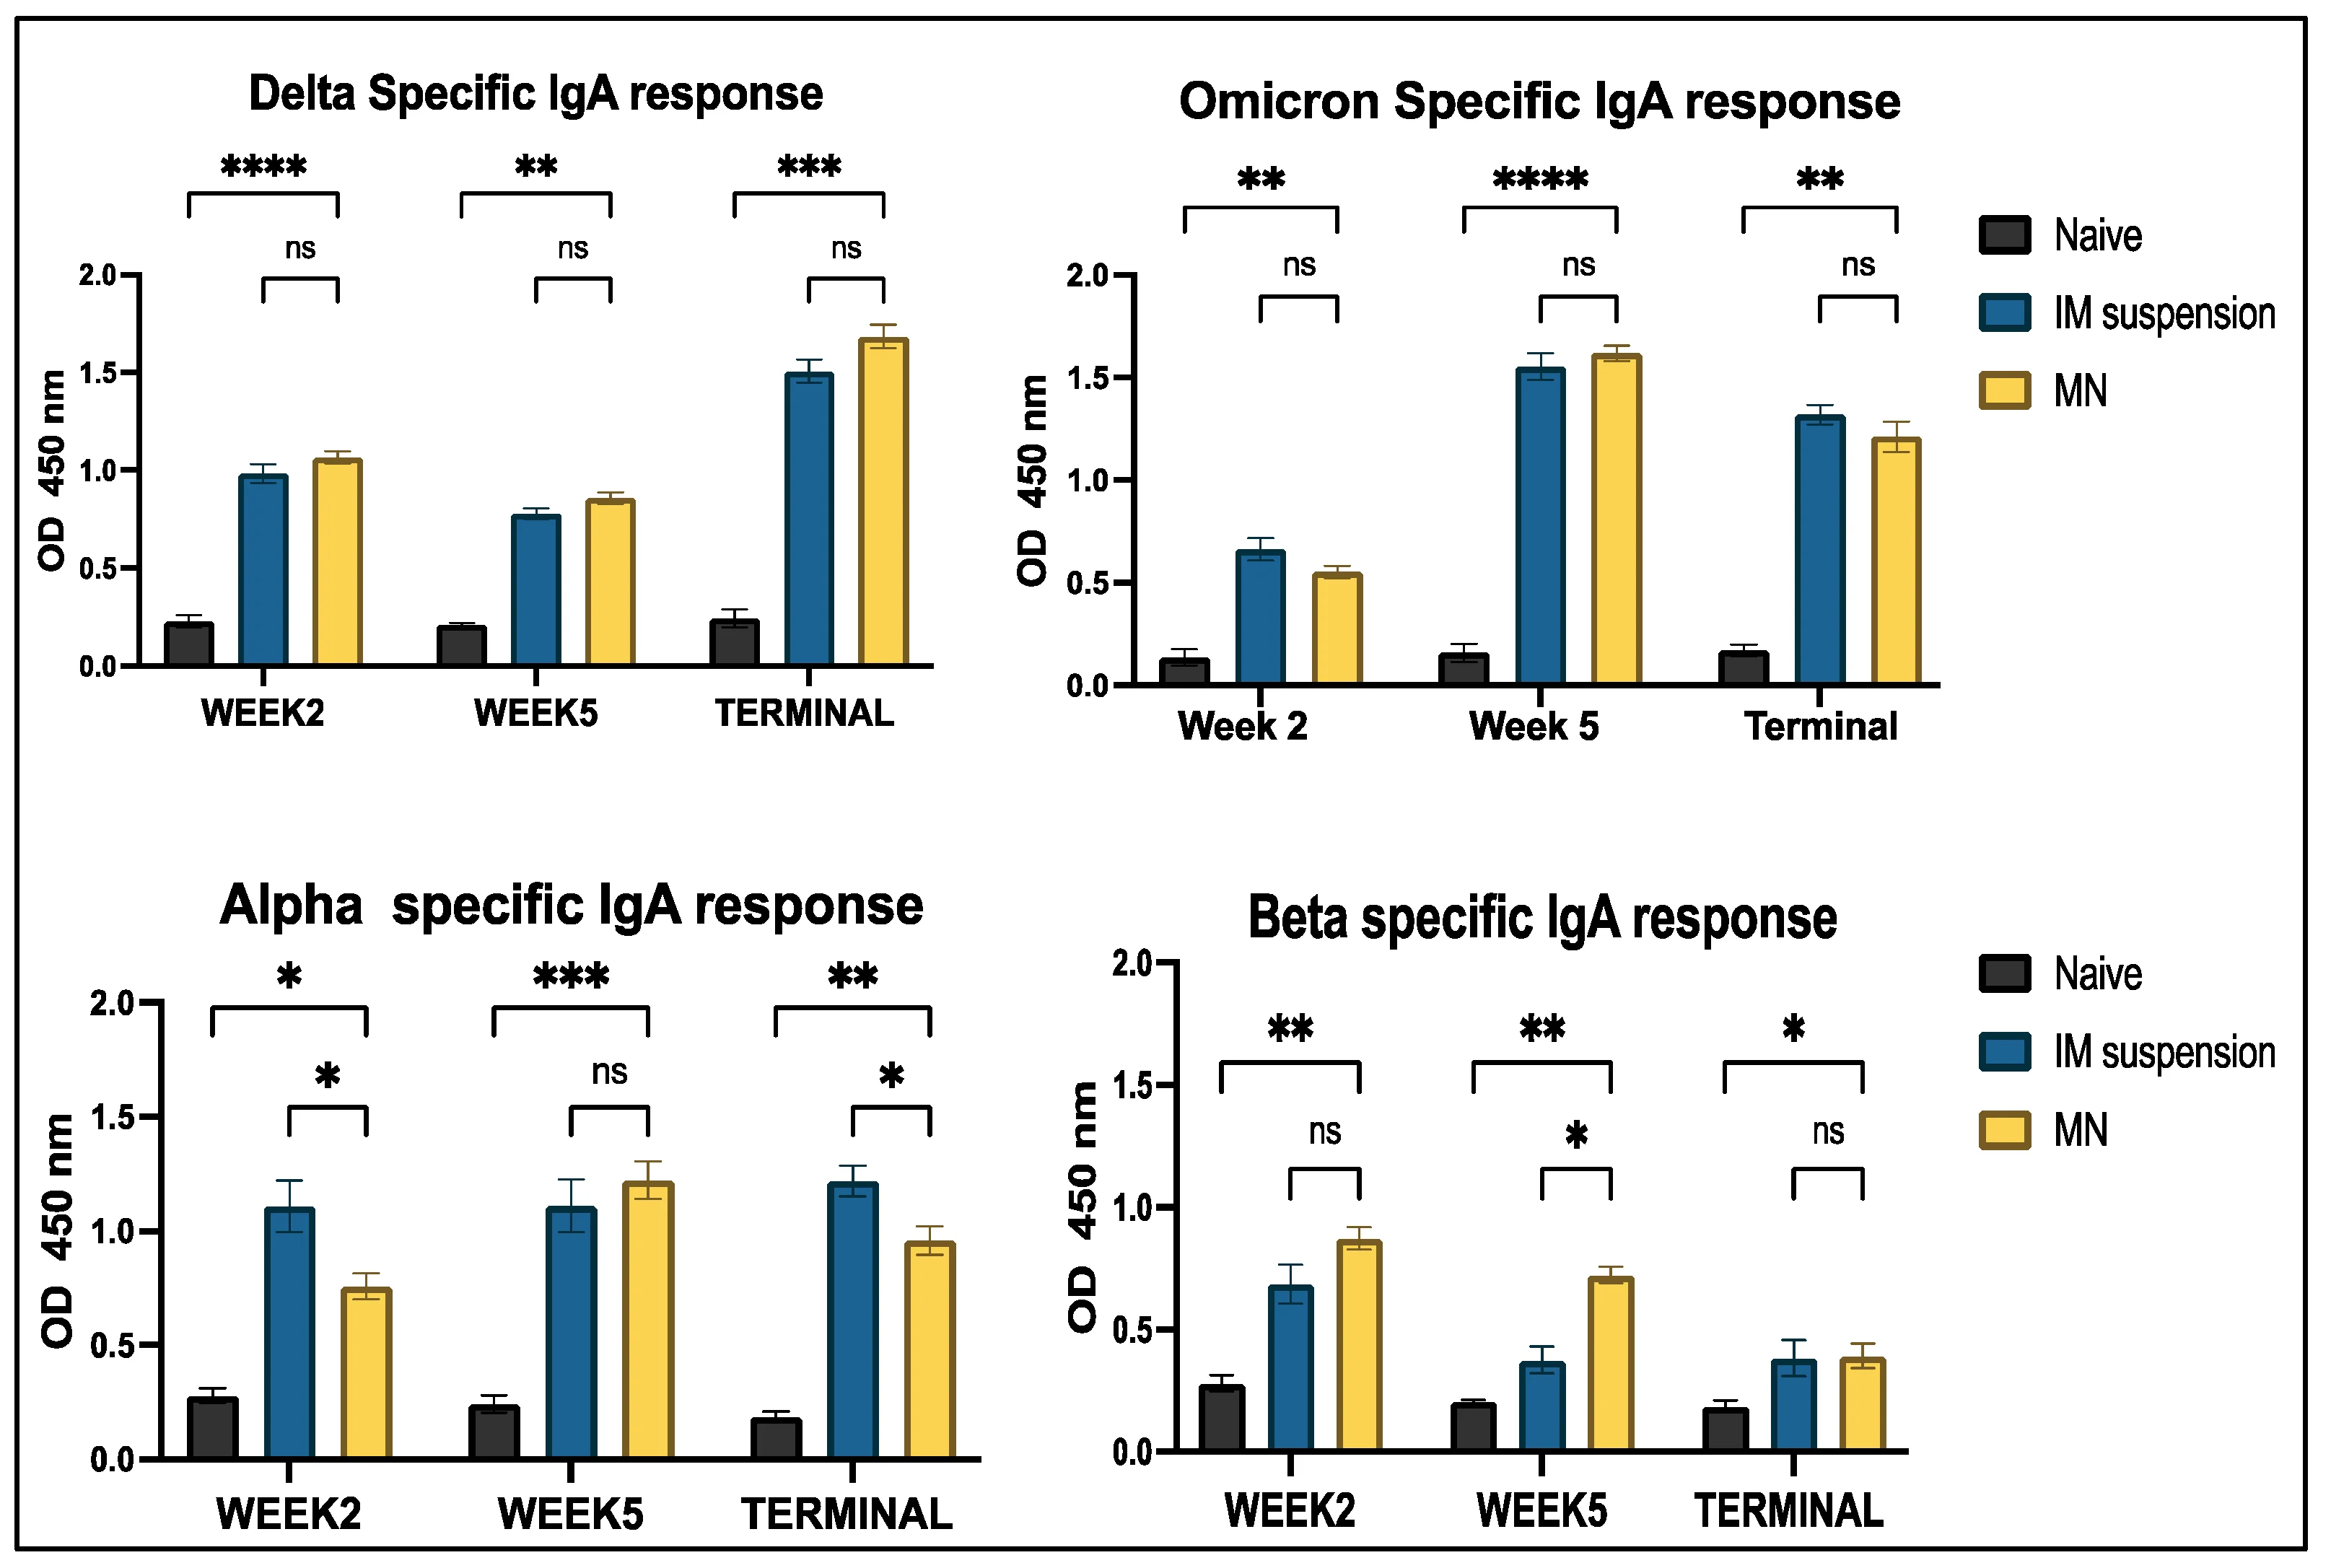 Delta Specific IgA response
**** ** ***
ns ns ns
2.0
1.5
1.0
0.5
0.0
OD 450 nm
WEEK2 WEEK5 TERMINAL
Omicron Specific IgA response
** **** **
ns ns ns
2.0
1.5
1.0
0.5
0.0
OD 450 nm
Week 2 Week 5 Terminal
Naive
IM suspension
MN
Alpha specific IgA response
* *** **
* ns *
2.0
1.5
1.0
0.5
0.0
OD 450 nm
WEEK2 WEEK5 TERMINAL
Beta specific IgA response
** ** *
ns * ns
2.0
1.5
1.0
0.5
0.0
OD 450 nm
WEEK2 WEEK5 TERMINAL
Naive
IM suspension
MN